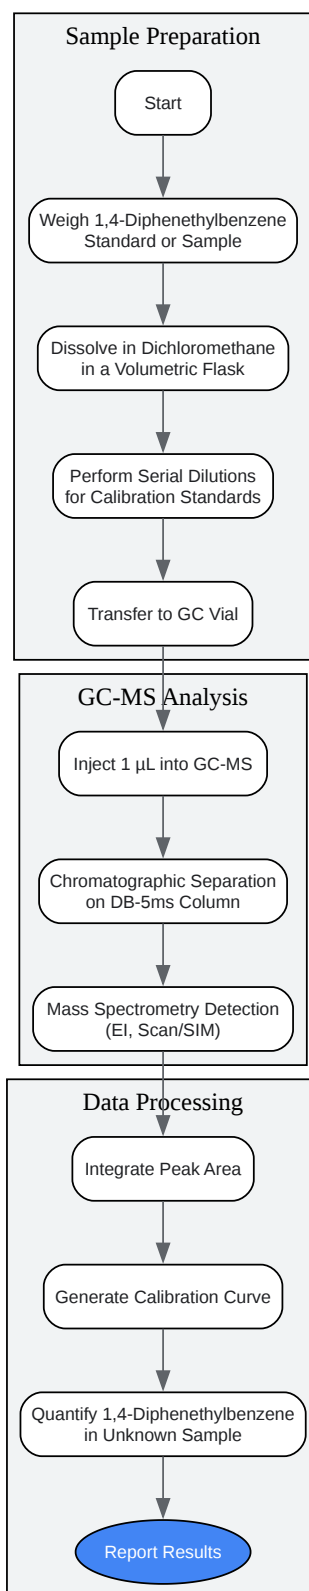 Sample Preparation
Start
Weigh 1,4-Diphenethylbenzene
Standard or Sample
Dissolve in Dichloromethane
in a Volumetric Flask
Perform Serial Dilutions
for Calibration Standards
Transfer to GC Vial
GC-MS Analysis
Inject 1 µL into GC-MS
Chromatographic Separation
on DB-5ms Column
Mass Spectrometry Detection
(EI, Scan/SIM)
Data Processing
Integrate Peak Area
Generate Calibration Curve
Quantify 1,4-Diphenethylbenzene
in Unknown Sample
Report Results